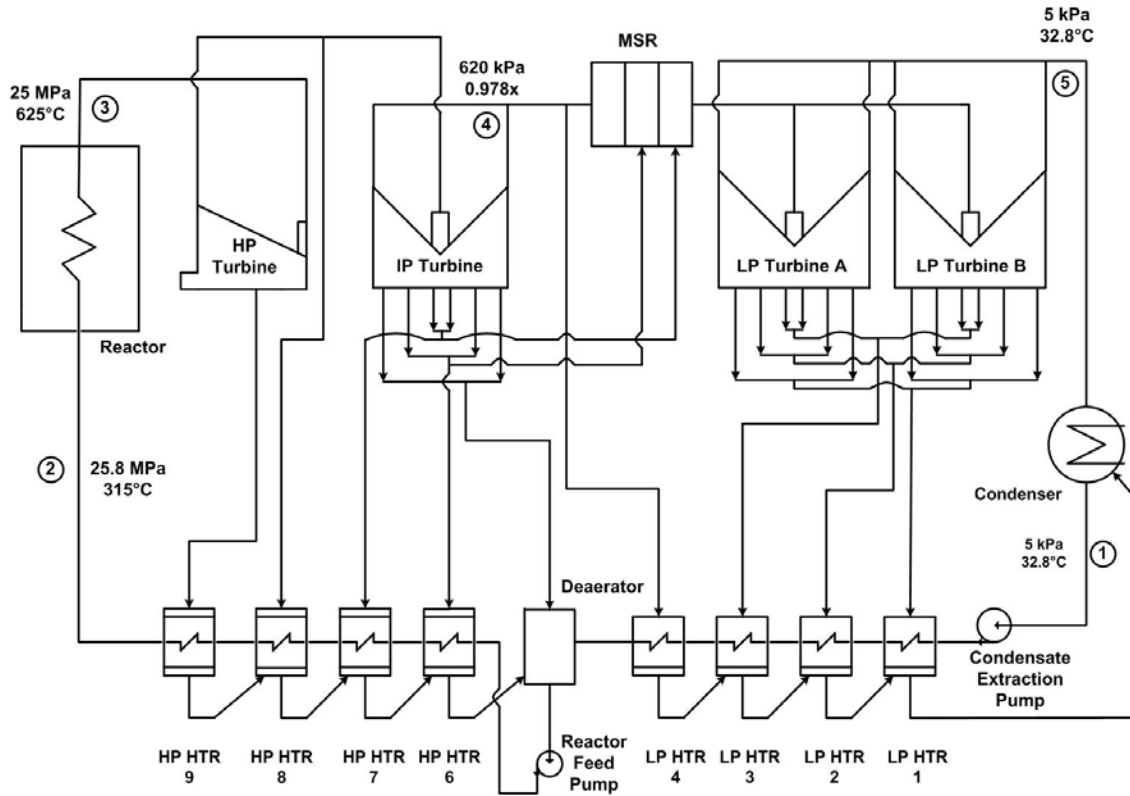 5 kPa
32.8°C
MSR
620 kPa
0.978x
25 MPa
625°C
3
4
5
HP
Turbine
IP Turbine
LP Turbine A
LP Turbine B
Reactor
2
25.8 MPa
315°C
Condenser
5 kPa
32.8°C
1
Deaerator
Condensate
Extraction
Pump
Reactor
Feed
Pump
HP HTR
9
HP HTR
8
HP HTR
7
HP HTR
6
LP HTR
4
LP HTR
3
LP HTR
2
LP HTR
1